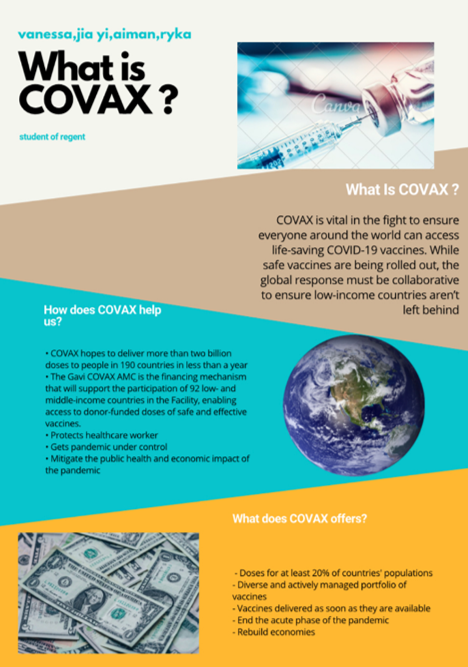 vanessa,jia yi,aiman,ryka
What is
COVAX ?
student of regent
Canva
What Is COVAX ?
COVAX is vital in the fight to ensure
everyone around the world can access
life-saving COVID-19 vaccines. While
safe vaccines are being rolled out, the
global response must be collaborative
to ensure low-income countries aren't
left behind
How does COVAX help
us?
• COVAX hopes to deliver more than two billion
doses to people in 190 countries in less than a year
• The Gavi COVAX AMC is the financing mechanism
that will support the participation of 92 low- and
middle-income countries in the Facility, enabling
access to donor-funded doses of safe and effective
vaccines.
• Protects healthcare worker
• Gets pandemic under control
• Mitigate the public health and economic impact of
the pandemic
What does COVAX offers?
- Doses for at least 20% of countries' populations
- Diverse and actively managed portfolio of
vaccines
- Vaccines delivered as soon as they are available
- End the acute phase of the pandemic
- Rebuild economies